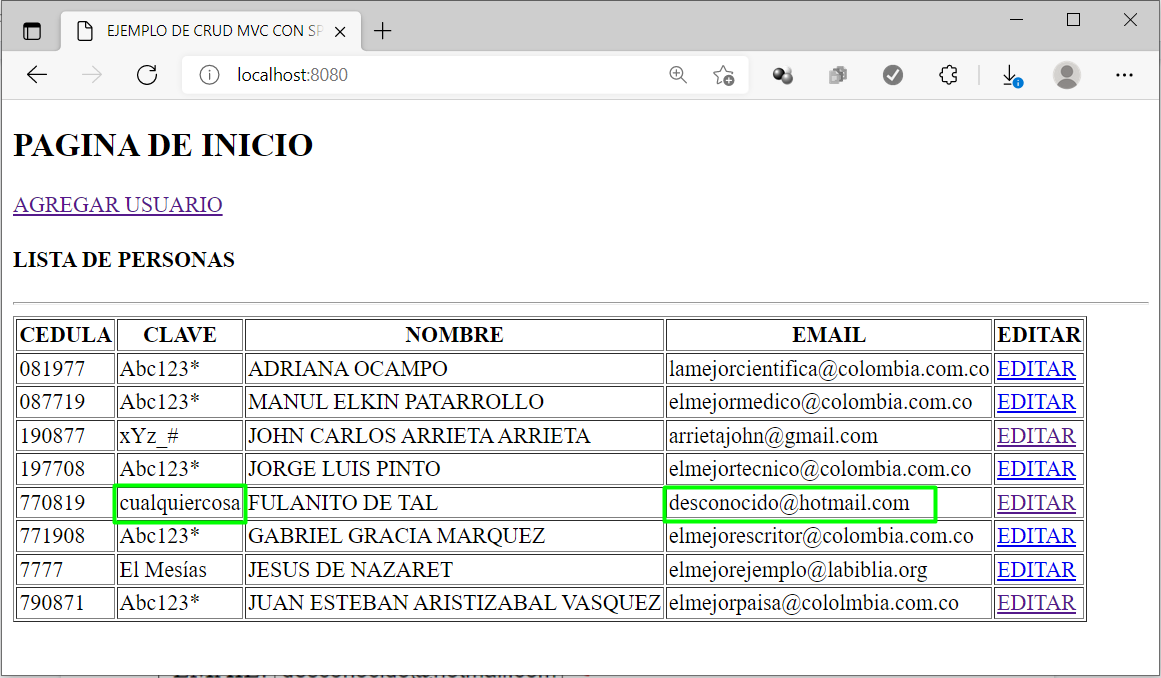 EJEMPLO DE CRUD MVC CON SP
localhost:8080
PAGINA DE INICIO
AGREGAR USUARIO
LISTA DE PERSONAS
CEDULA CLAVE NOMBRE EMAIL EDITAR
081977 Abc123* ADRIANA OCAMPO lamejorcientifica@colombia.com.co EDITAR
087719 Abc123* MANUL ELKIN PATARROLLO elmejormedico@colombia.com.co EDITAR
190877 xYz_# JOHN CARLOS ARRIETA ARRIETA arrietajohn@gmail.com EDITAR
197708 Abc123* JORGE LUIS PINTO elmejortecnico@colombia.com.co EDITAR
770819 cualquiercosa FULANITO DE TAL desconocido@hotmail.com EDITAR
771908 Abc123* GABRIEL GRACIA MARQUEZ elmejorescritor@colombia.com.co EDITAR
7777 El Mesías JESUS DE NAZARET elmejorejemplo@labiblia.org EDITAR
790871 Abc123* JUAN ESTEBAN ARISTIZABAL VASQUEZ elmejorpaisa@cololmbia.com.co EDITAR